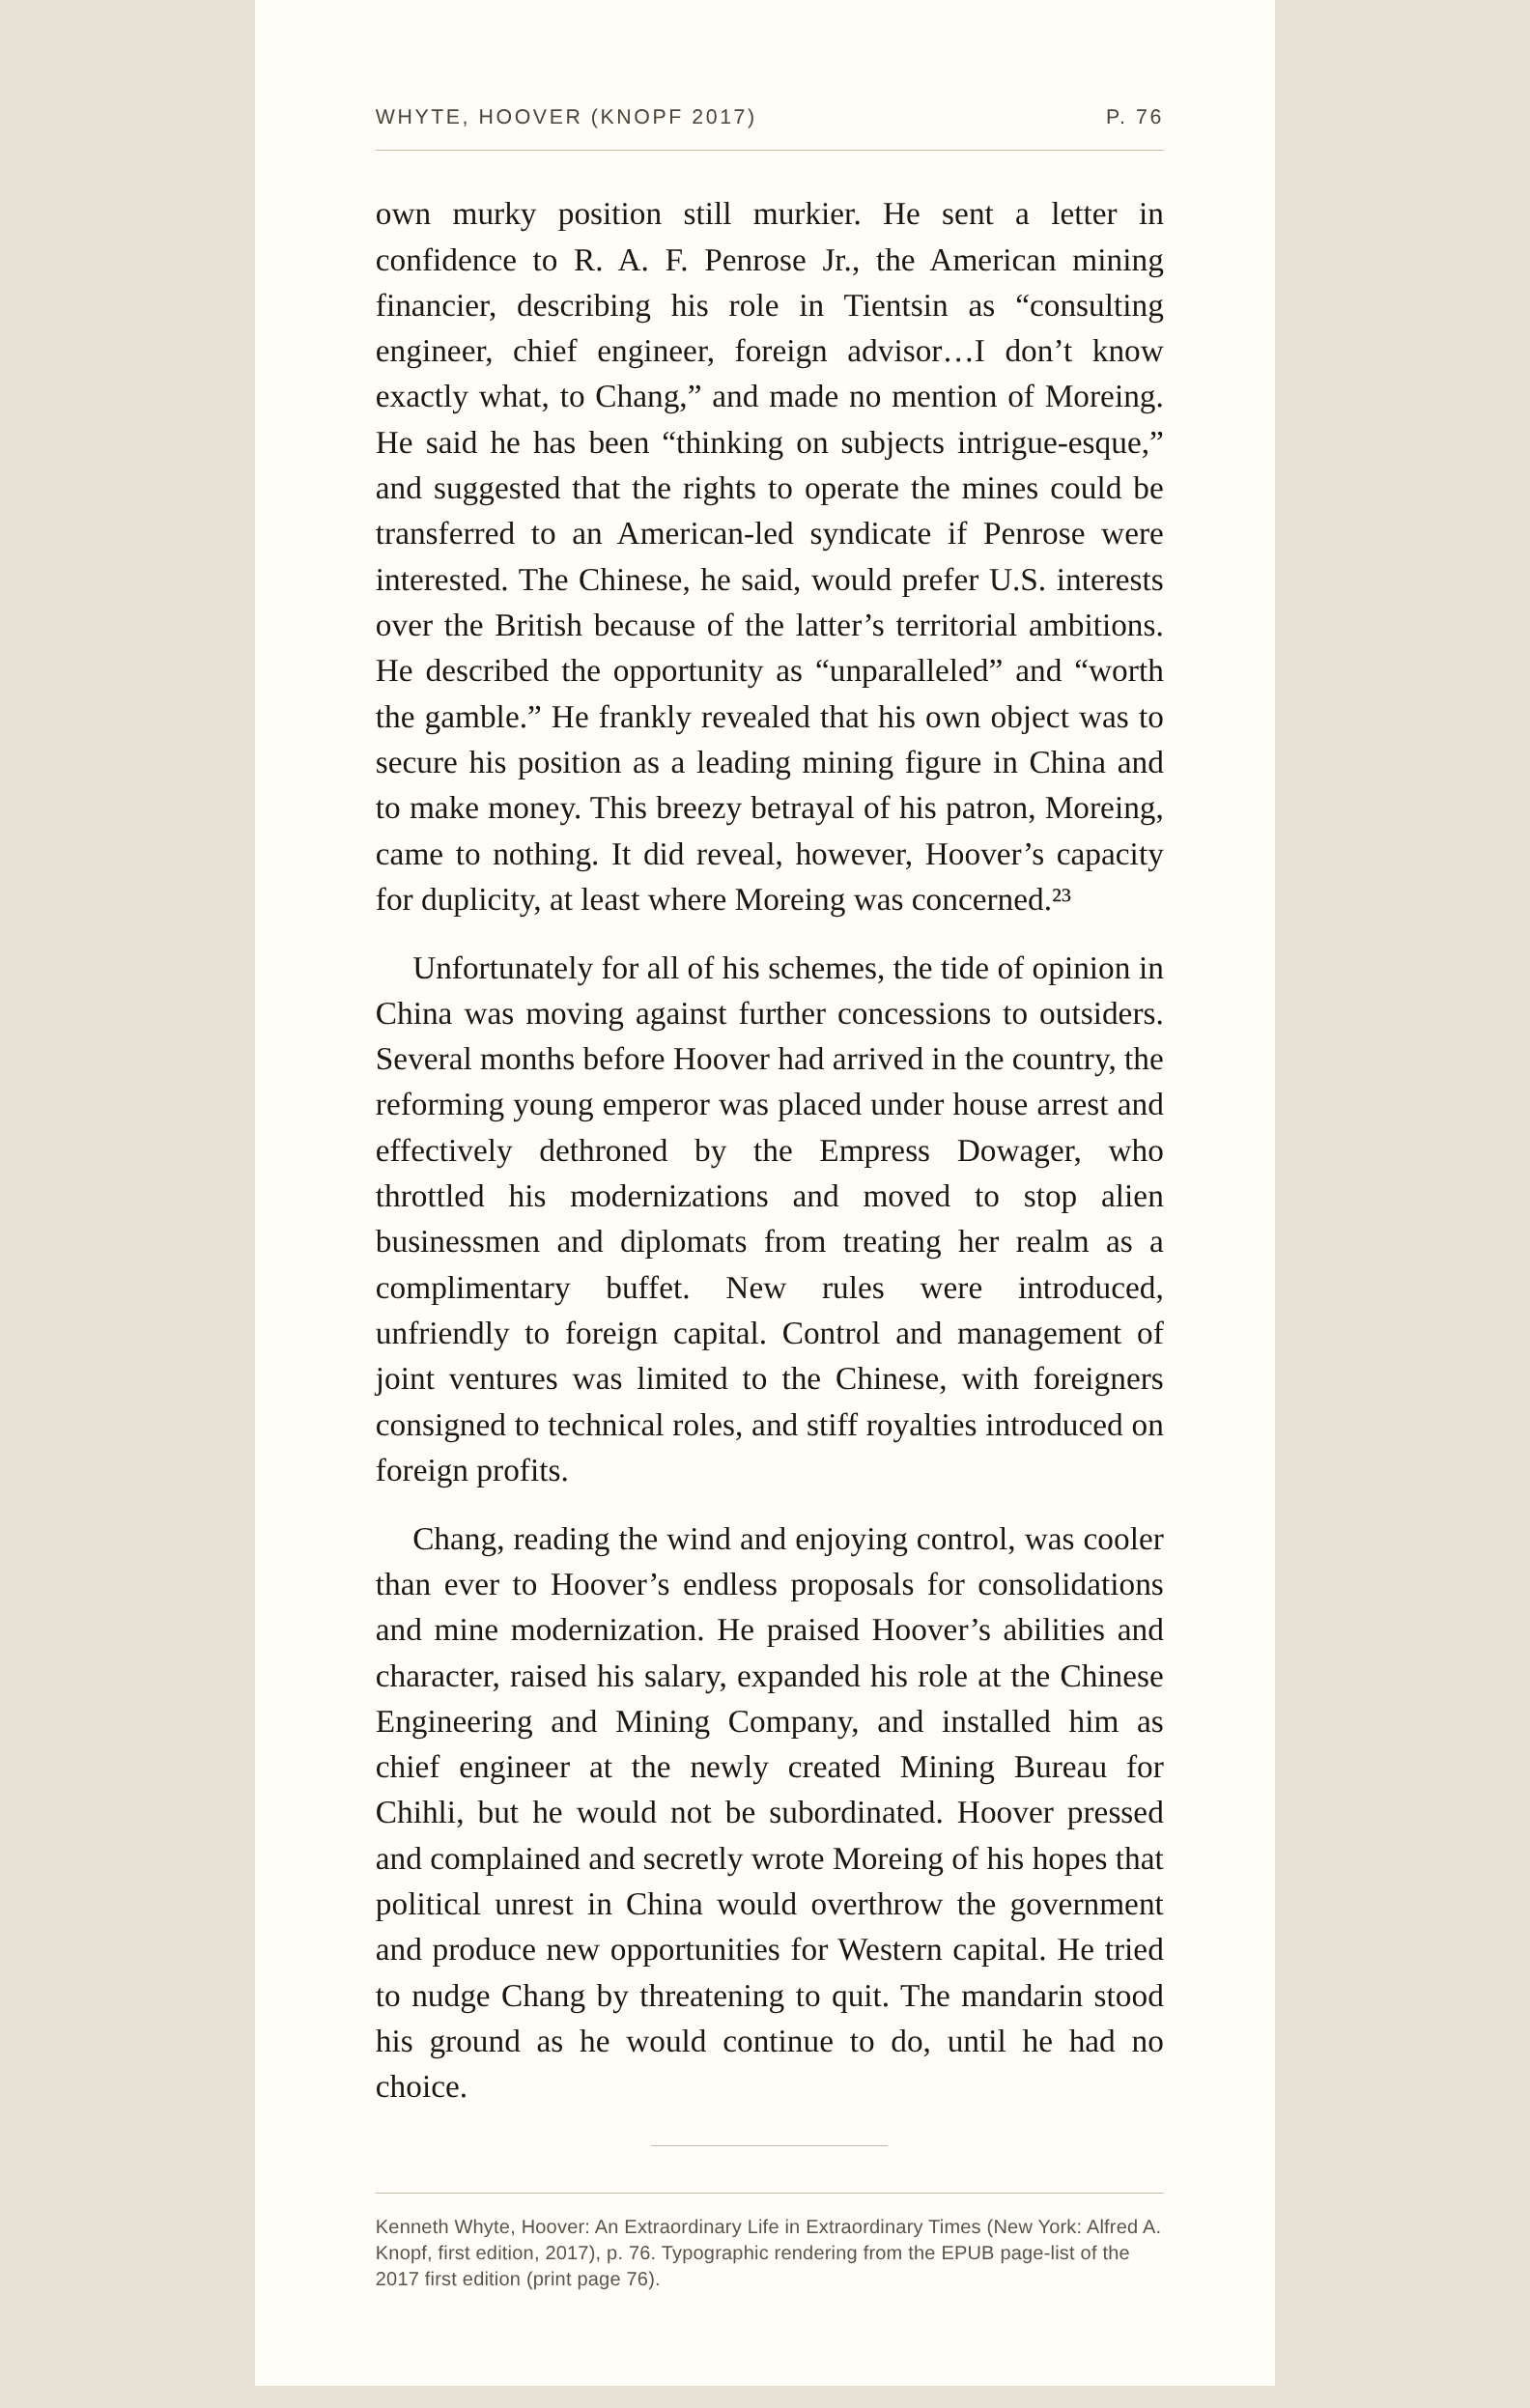 WHYTE, HOOVER (KNOPF 2017) P. 76
own murky position still murkier. He sent a letter in
confidence to R. A. F. Penrose Jr., the American mining
financier, describing his role in Tientsin as “consulting
engineer, chief engineer, foreign advisor…I don’t know
exactly what, to Chang,” and made no mention of Moreing.
He said he has been “thinking on subjects intrigue-esque,”
and suggested that the rights to operate the mines could be
transferred to an American-led syndicate if Penrose were
interested. The Chinese, he said, would prefer U.S. interests
over the British because of the latter’s territorial ambitions.
He described the opportunity as “unparalleled” and “worth
the gamble.” He frankly revealed that his own object was to
secure his position as a leading mining figure in China and
to make money. This breezy betrayal of his patron, Moreing,
came to nothing. It did reveal, however, Hoover’s capacity
for duplicity, at least where Moreing was concerned.²³
Unfortunately for all of his schemes, the tide of opinion in
China was moving against further concessions to outsiders.
Several months before Hoover had arrived in the country, the
reforming young emperor was placed under house arrest and
effectively dethroned by the Empress Dowager, who
throttled his modernizations and moved to stop alien
businessmen and diplomats from treating her realm as a
complimentary buffet. New rules were introduced,
unfriendly to foreign capital. Control and management of
joint ventures was limited to the Chinese, with foreigners
consigned to technical roles, and stiff royalties introduced on
foreign profits.
Chang, reading the wind and enjoying control, was cooler
than ever to Hoover’s endless proposals for consolidations
and mine modernization. He praised Hoover’s abilities and
character, raised his salary, expanded his role at the Chinese
Engineering and Mining Company, and installed him as
chief engineer at the newly created Mining Bureau for
Chihli, but he would not be subordinated. Hoover pressed
and complained and secretly wrote Moreing of his hopes that
political unrest in China would overthrow the government
and produce new opportunities for Western capital. He tried
to nudge Chang by threatening to quit. The mandarin stood
his ground as he would continue to do, until he had no
choice.
Kenneth Whyte, Hoover: An Extraordinary Life in Extraordinary Times (New York: Alfred A.
Knopf, first edition, 2017), p. 76. Typographic rendering from the EPUB page-list of the
2017 first edition (print page 76).